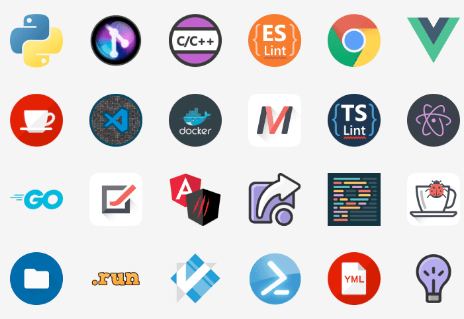 C/C++
{ES}
Lint
docker
M
{TS}
Lint
GO
A
.run
YML